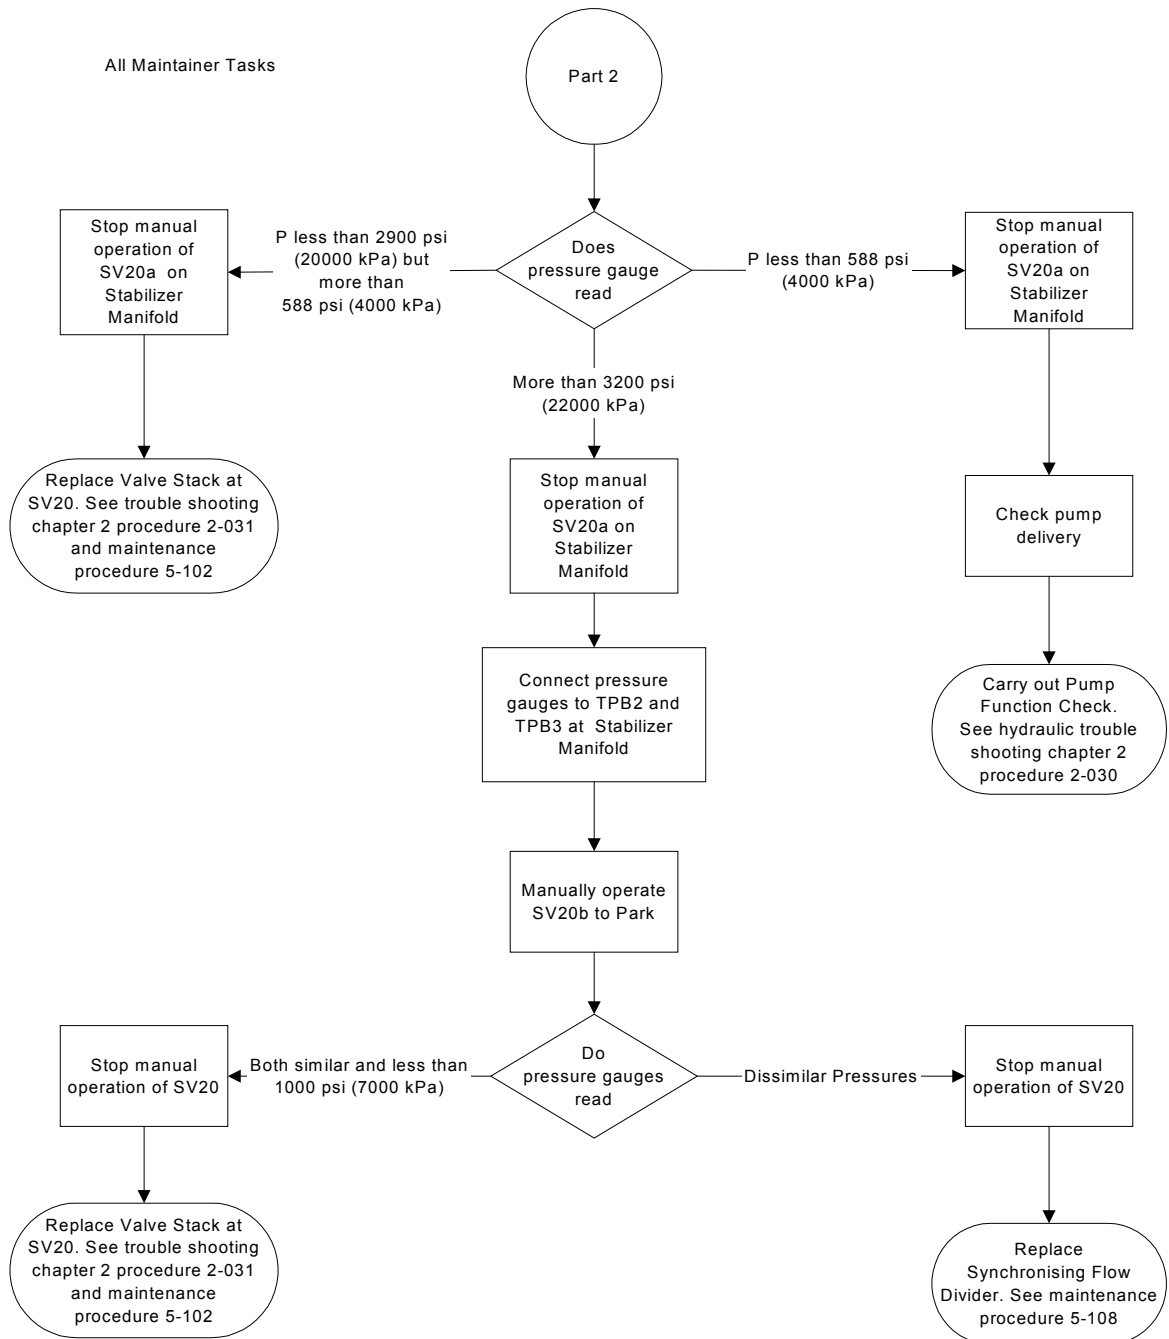 All Maintainer Tasks
Part 2
Stop manual
operation of
SV20a on
Stabilizer
Manifold
P less than 2900 psi
(20000 kPa) but
more than
588 psi (4000 kPa)
Does
pressure gauge
read
P less than 588 psi
(4000 kPa)
Stop manual
operation of
SV20a on
Stabilizer
Manifold
More than 3200 psi
(22000 kPa)
Replace Valve Stack at
SV20. See trouble shooting
chapter 2 procedure 2-031
and maintenance
procedure 5-102
Stop manual
operation of
SV20a on
Stabilizer
Manifold
Check pump
delivery
Connect pressure
gauges to TPB2 and
TPB3 at Stabilizer
Manifold
Carry out Pump
Function Check.
See hydraulic trouble
shooting chapter 2
procedure 2-030
Manually operate
SV20b to Park
Stop manual
operation of SV20
Both similar and less than
1000 psi (7000 kPa)
Do
pressure gauges
read
Dissimilar Pressures
Stop manual
operation of SV20
Replace Valve Stack at
SV20. See trouble shooting
chapter 2 procedure 2-031
and maintenance
procedure 5-102
Replace
Synchronising Flow
Divider. See maintenance
procedure 5-108